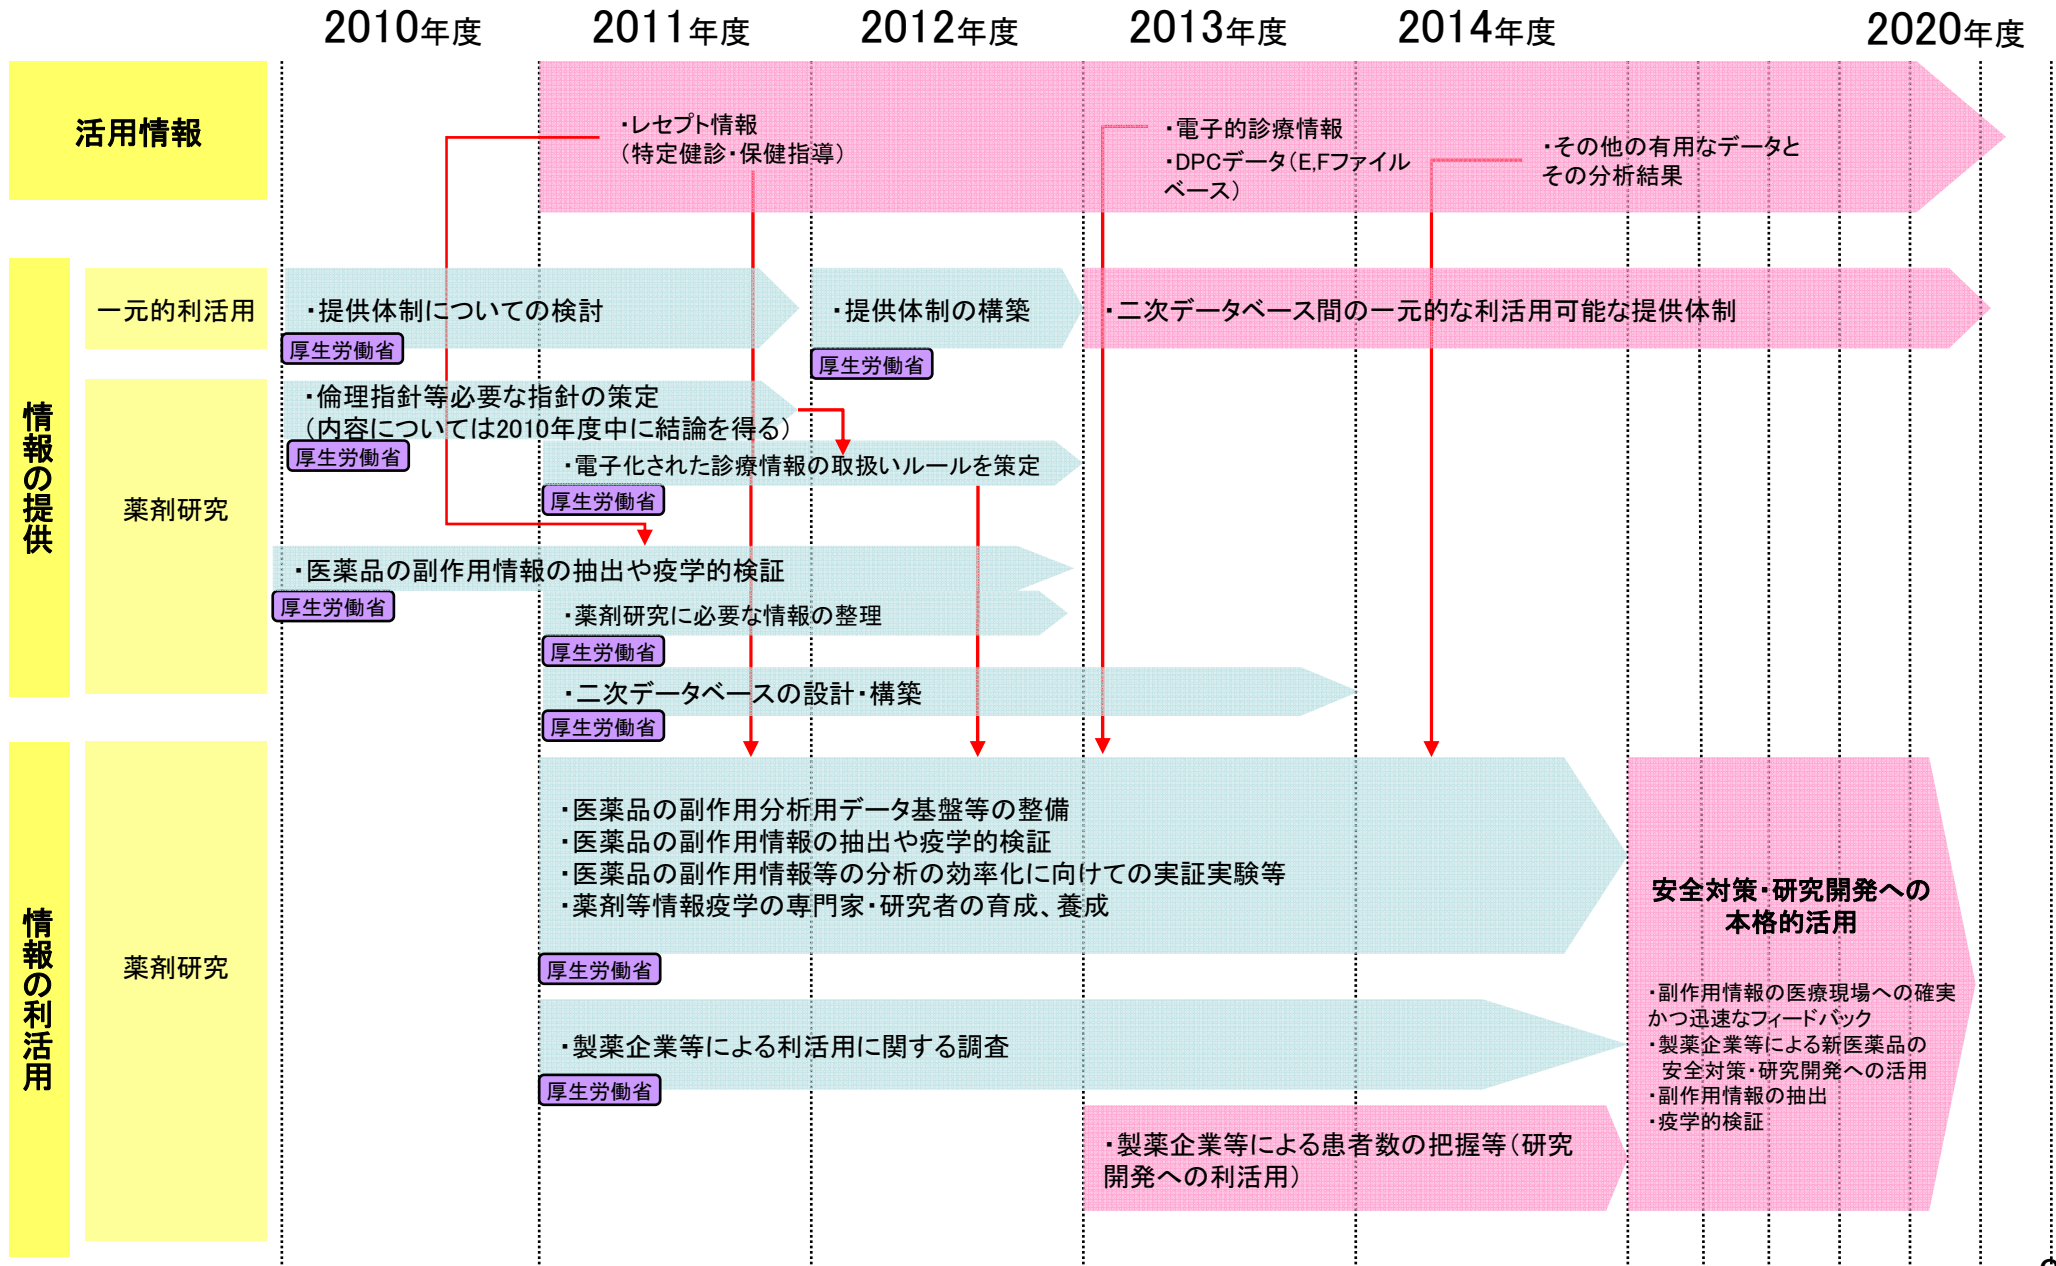 2010年度
2011年度
2012年度
2013年度
2014年度
2020年度
活用情報
・レセプト情報
（特定健診・保健指導）
・電子的診療情報
・DPCデータ（E,Fファイル
ベース）
・その他の有用なデータと
その分析結果
情報の提供
一元的利活用
・提供体制についての検討
厚生労働省
・提供体制の構築
厚生労働省
・二次データベース間の一元的な利活用可能な提供体制
薬剤研究
・倫理指針等必要な指針の策定
（内容については2010年度中に結論を得る）
厚生労働省
・電子化された診療情報の取扱いルールを策定
厚生労働省
・医薬品の副作用情報の抽出や疫学的検証
厚生労働省
・薬剤研究に必要な情報の整理
厚生労働省
・二次データベースの設計・構築
厚生労働省
情報の利活用
薬剤研究
・医薬品の副作用分析用データ基盤等の整備
・医薬品の副作用情報の抽出や疫学的検証
・医薬品の副作用情報等の分析の効率化に向けての実証実験等
・薬剤等情報疫学の専門家・研究者の育成、養成
厚生労働省
・製薬企業等による利活用に関する調査
厚生労働省
・製薬企業等による患者数の把握等（研究
開発への利活用）
安全対策・研究開発への
本格的活用
・副作用情報の医療現場への確実
かつ迅速なフィードバック
・製薬企業等による新医薬品の
安全対策・研究開発への活用
・副作用情報の抽出
・疫学的検証